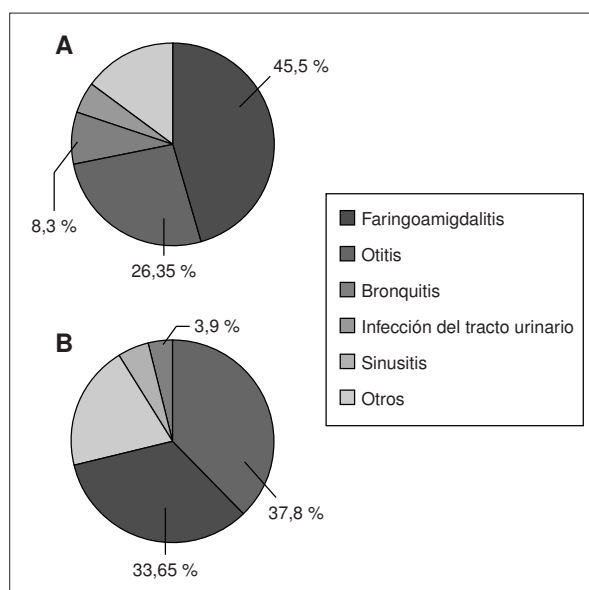 A
45,5 %
8,3 %
26,35 %
Faringoamigdalitis
Otitis
Bronquitis
Infección del tracto urinario
Sinusitis
Otros
B
3,9 %
37,8 %
33,65 %